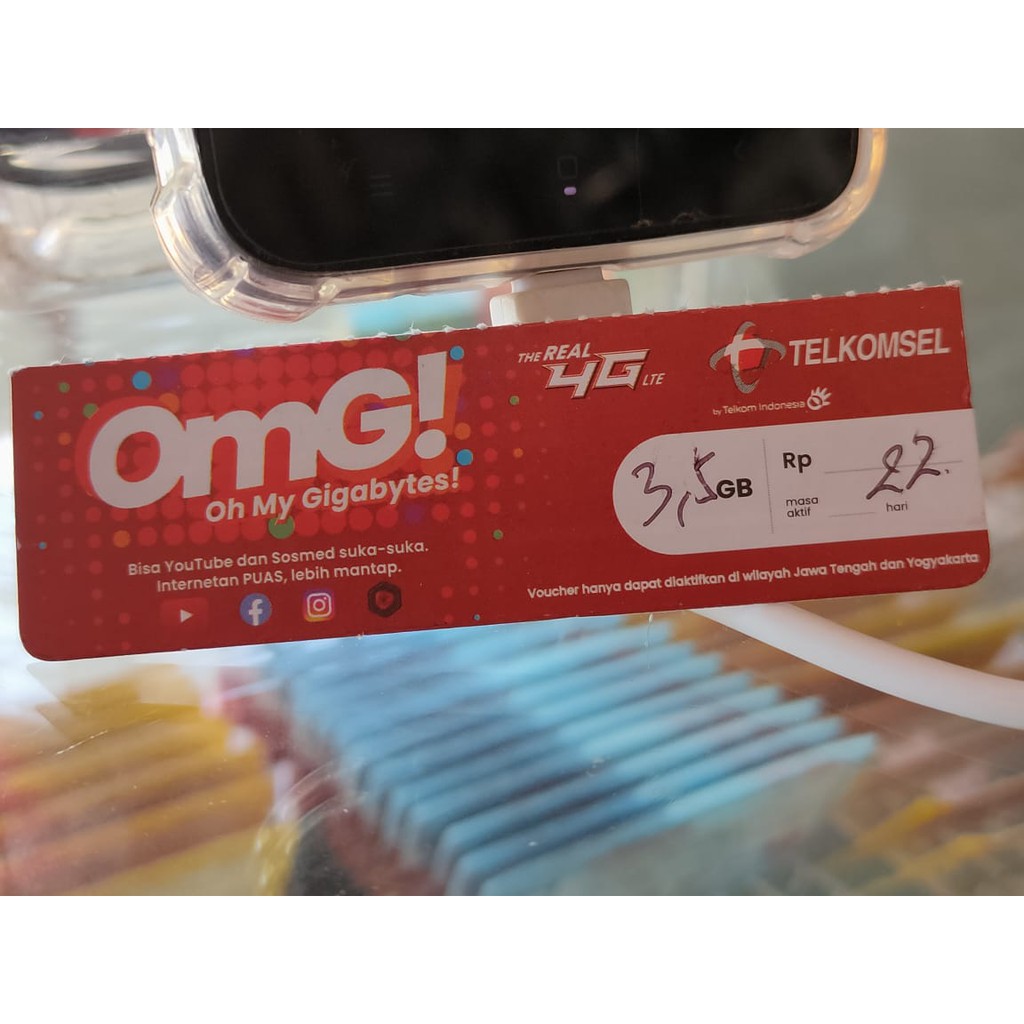 OmG!
Oh My Gigabytes!
Bisa YouTube dan Sosmed suka-suka.
Internetan PUAS, lebih mantap.
THE REAL
4G LTE
TELKOMSEL
by Telkom Indonesia
3,5 GB
Rp 22.
masa aktif hari
Voucher hanya dapat diaktifkan di wilayah Jawa Tengah dan Yogyakarta